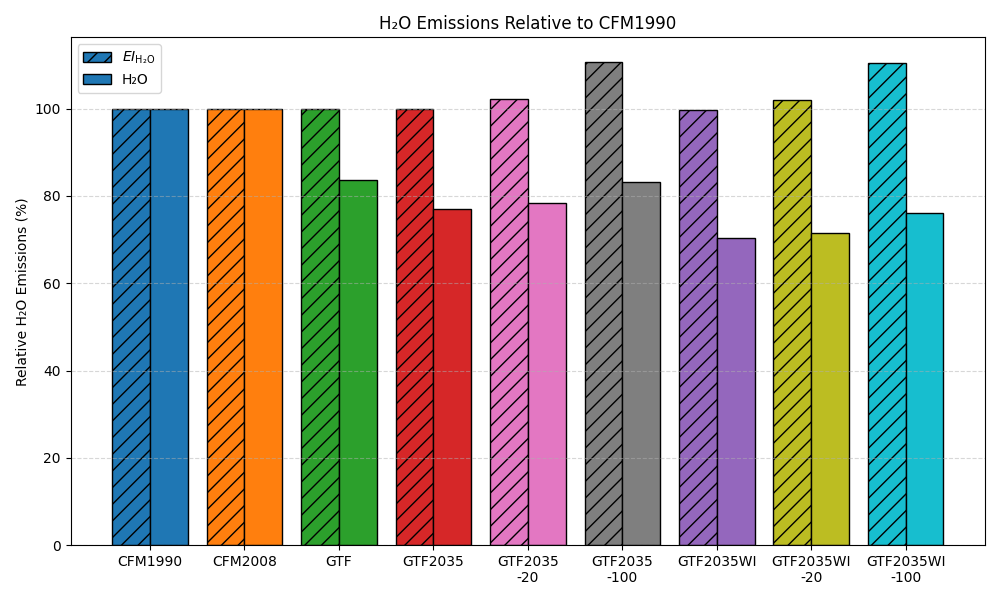 H₂O Emissions Relative to CFM1990
EI_H₂O
H₂O
Relative H₂O Emissions (%)
100
80
60
40
20
0
CFM1990 CFM2008 GTF GTF2035 GTF2035 GTF2035 GTF2035WI GTF2035WI GTF2035WI
-20 -100 -20 -100